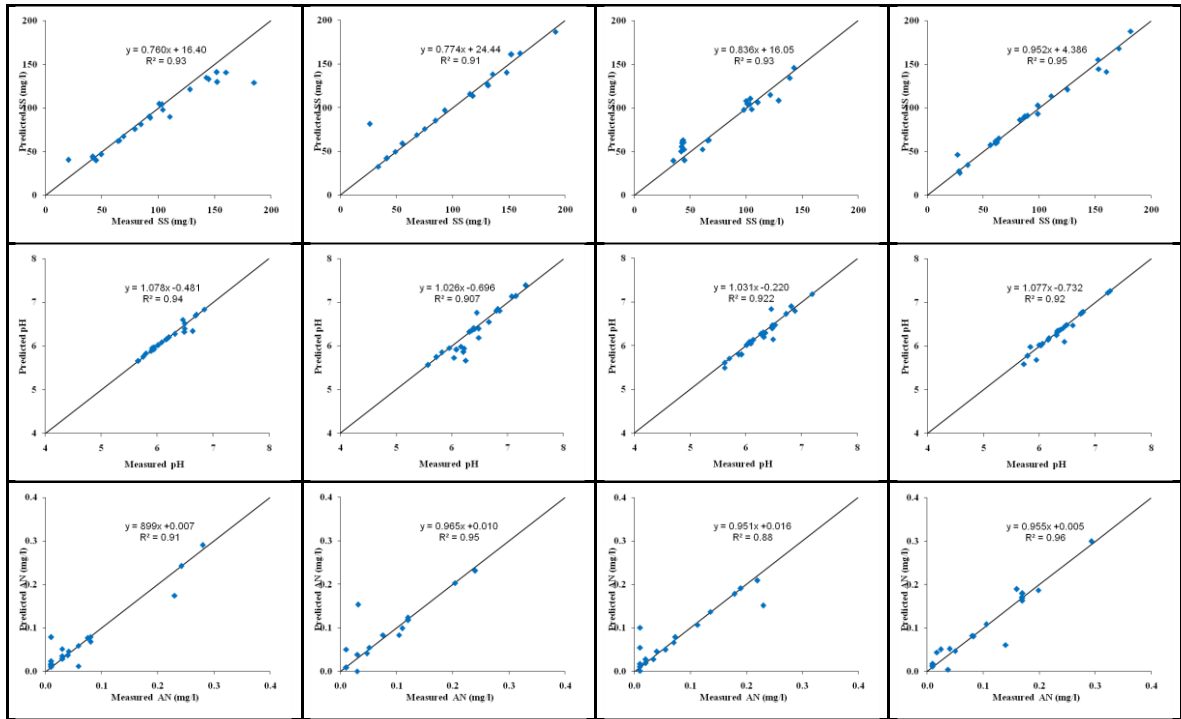 200
150
100
50
0
Predicted SS (mg/l)
y = 0.760x + 16.40
R² = 0.93
0 50 100 150 200
Measured SS (mg/l)
200
150
100
50
0
Predicted SS (mg/l)
y = 0.774x + 24.44
R² = 0.91
0 50 100 150 200
Measured SS (mg/l)
200
150
100
50
0
Predicted SS (mg/l)
y = 0.836x + 16.05
R² = 0.93
0 50 100 150 200
Measured SS (mg/l)
200
150
100
50
0
Predicted SS (mg/l)
y = 0.952x + 4.386
R² = 0.95
0 50 100 150 200
Measured SS (mg/l)
8
7
6
5
4
Predicted pH
y = 1.078x -0.481
R² = 0.94
4 5 6 7 8
Measured pH
8
7
6
5
4
Predicted pH
y = 1.026x -0.696
R² = 0.907
4 5 6 7 8
Measured pH
8
7
6
5
4
Predicted pH
y = 1.031x -0.220
R² = 0.922
4 5 6 7 8
Measured pH
8
7
6
5
4
Predicted pH
y = 1.077x -0.732
R² = 0.92
4 5 6 7 8
Measured pH
0.4
0.3
0.2
0.1
0.0
Predicted AN (mg/l)
y = 899x +0.007
R² = 0.91
0.0 0.1 0.2 0.3 0.4
Measured AN (mg/l)
0.4
0.3
0.2
0.1
0.0
Predicted AN (mg/l)
y = 0.965x +0.010
R² = 0.95
0.0 0.1 0.2 0.3 0.4
Measured AN (mg/l)
0.4
0.3
0.2
0.1
0.0
Predicted AN (mg/l)
y = 0.951x +0.016
R² = 0.88
0.0 0.1 0.2 0.3 0.4
Measured AN (mg/l)
0.4
0.3
0.2
0.1
0.0
Predicted AN (mg/l)
y = 0.955x +0.005
R² = 0.96
0.0 0.1 0.2 0.3 0.4
Measured AN (mg/l)